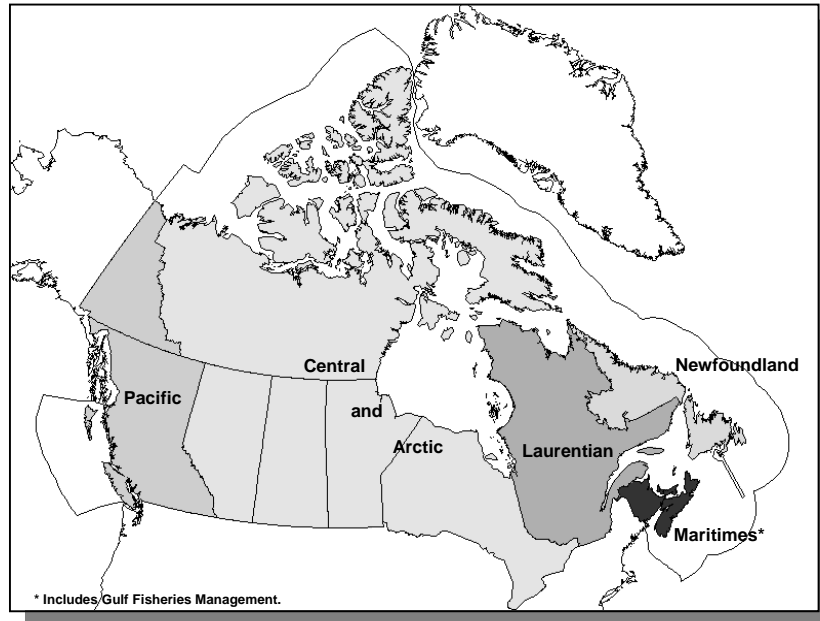 Central
Newfoundland
Pacific
and
Arctic
Laurentian
Maritimes*
* Includes Gulf Fisheries Management.